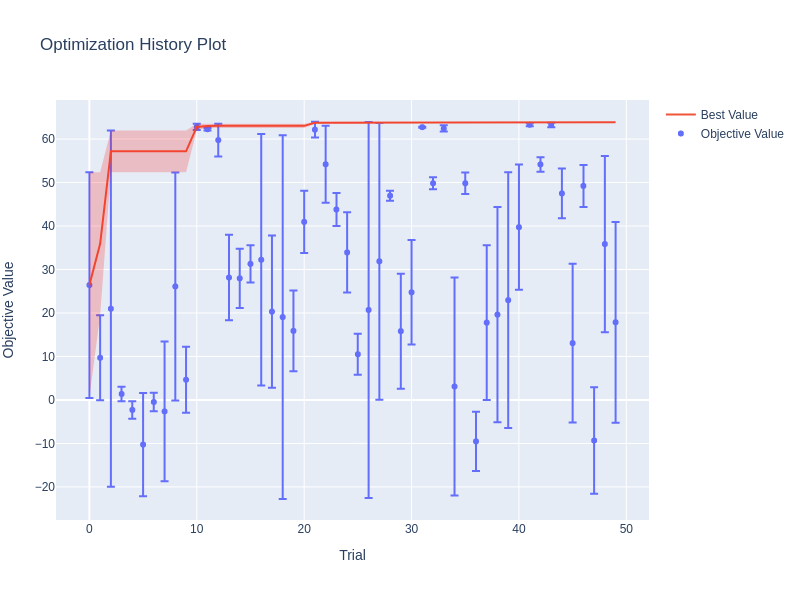 Optimization History Plot
Best Value
Objective Value
60
50
40
30
20
10
0
−10
−20
Objective Value
0 10 20 30 40 50
Trial